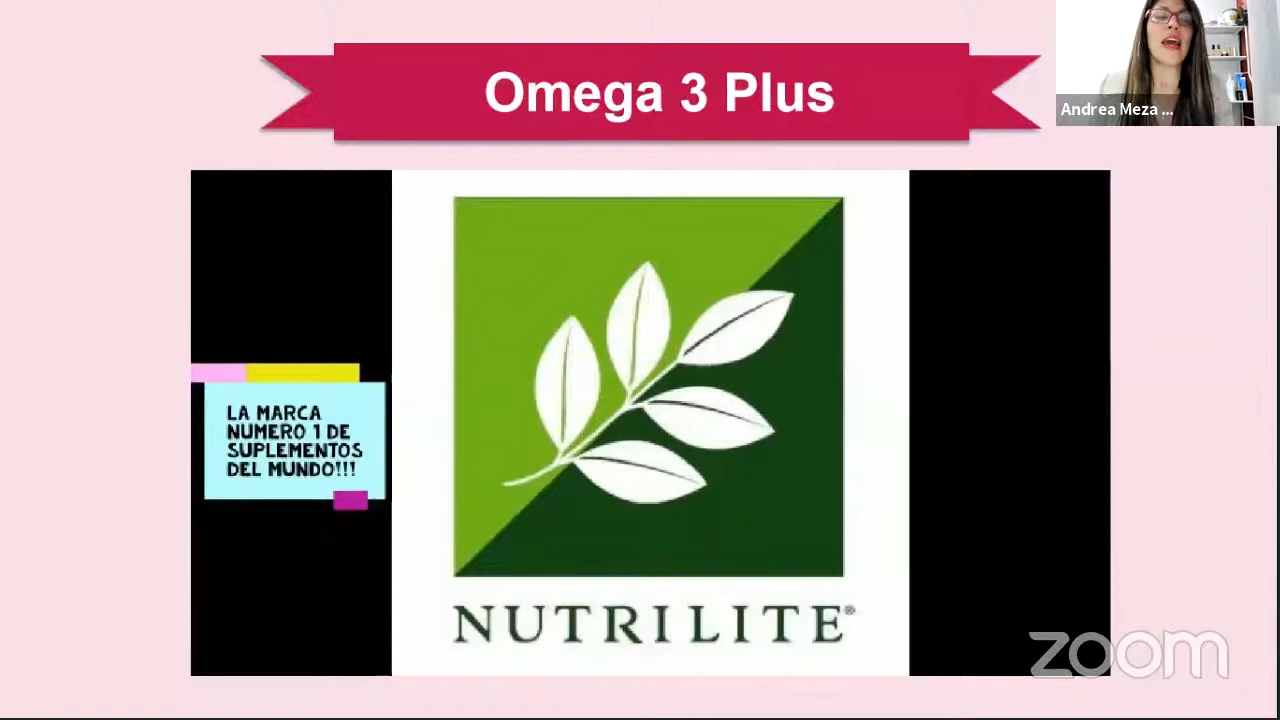 Omega 3 Plus
Andrea Meza ...
LA MARCA
NUMERO 1 DE
SUPLEMENTOS
DEL MUNDO!!!
NUTRILITE®
zoom